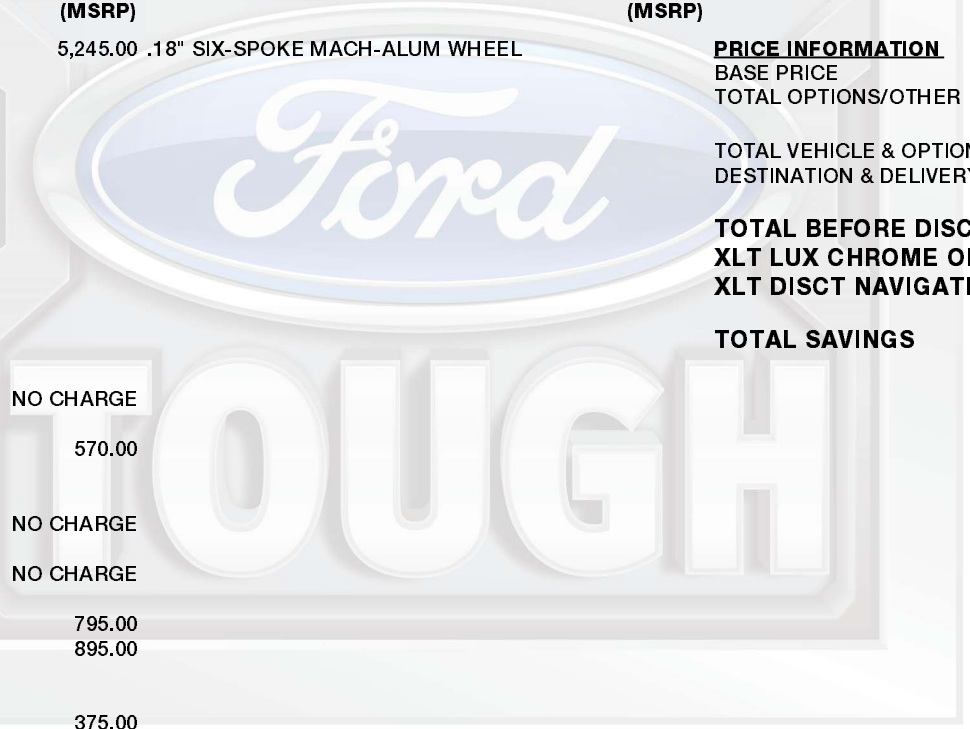 (MSRP) (MSRP)
5,245.00 .18" SIX-SPOKE MACH-ALUM WHEEL
PRICE INFORMATION
BASE PRICE
TOTAL OPTIONS/OTHER
TOTAL VEHICLE & OPTION
DESTINATION & DELIVERY
TOTAL BEFORE DISC
XLT LUX CHROME O
XLT DISCT NAVIGATI
TOTAL SAVINGS
Ford
TOUGH
NO CHARGE
570.00
NO CHARGE
NO CHARGE
795.00
895.00
375.00